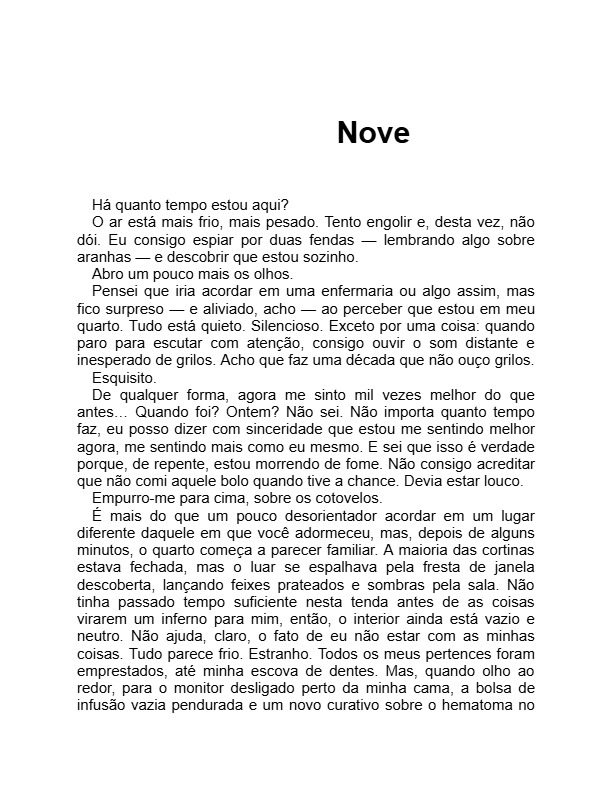 Nove
Há quanto tempo estou aqui?
O ar está mais frio, mais pesado. Tento engolir e, desta vez, não
dói. Eu consigo espiar por duas fendas — lembrando algo sobre
aranhas — e descobrir que estou sozinho.
Abro um pouco mais os olhos.
Pensei que iria acordar em uma enfermaria ou algo assim, mas
fico surpreso — e aliviado, acho — ao perceber que estou em meu
quarto. Tudo está quieto. Silencioso. Exceto por uma coisa: quando
paro para escutar com atenção, consigo ouvir o som distante e
inesperado de grilos. Acho que faz uma década que não ouço grilos.
Esquisito.
De qualquer forma, agora me sinto mil vezes melhor do que
antes… Quando foi? Ontem? Não sei. Não importa quanto tempo
faz, eu posso dizer com sinceridade que estou me sentindo melhor
agora, me sentindo mais como eu mesmo. E sei que isso é verdade
porque, de repente, estou morrendo de fome. Não consigo acreditar
que não comi aquele bolo quando tive a chance. Devia estar louco.
Empurro-me para cima, sobre os cotovelos.
É mais do que um pouco desorientador acordar em um lugar
diferente daquele em que você adormeceu, mas, depois de alguns
minutos, o quarto começa a parecer familiar. A maioria das cortinas
estava fechada, mas o luar se espalhava pela fresta de janela
descoberta, lançando feixes prateados e sombras pela sala. Não
tinha passado tempo suficiente nesta tenda antes de as coisas
virarem um inferno para mim, então, o interior ainda está vazio e
neutro. Não ajuda, claro, o fato de eu não estar com as minhas
coisas. Tudo parece frio. Estranho. Todos os meus pertences foram
emprestados, até minha escova de dentes. Mas, quando olho ao
redor, para o monitor desligado perto da minha cama, a bolsa de
infusão vazia pendurada e um novo curativo sobre o hematoma no